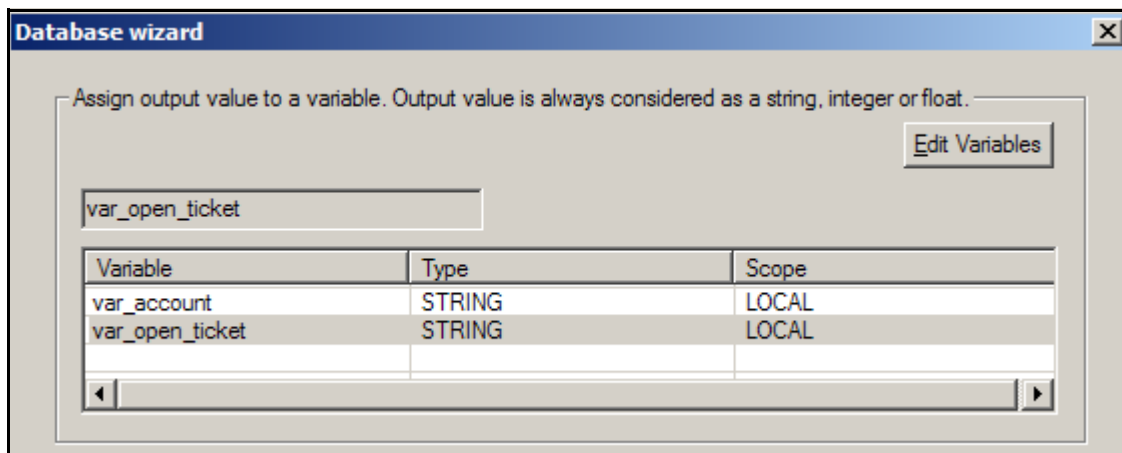 Database wizard
Assign output value to a variable. Output value is always considered as a string, integer or float.
Edit Variables
var_open_ticket
Variable Type Scope
var_account STRING LOCAL
var_open_ticket STRING LOCAL